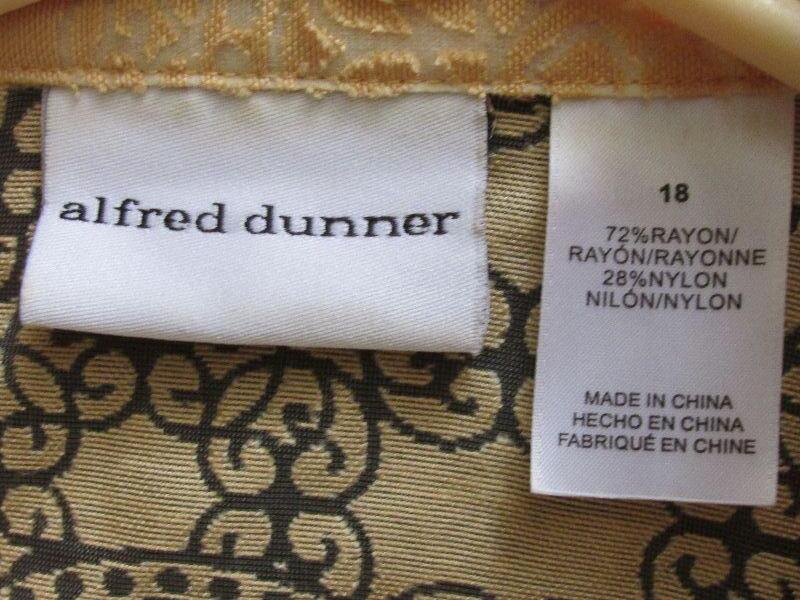 alfred dunner
18
72%RAYON/
RAYÓN/RAYONNE
28%NYLON
NILÓN/NYLON
MADE IN CHINA
HECHO EN CHINA
FABRIQUÉ EN CHINE